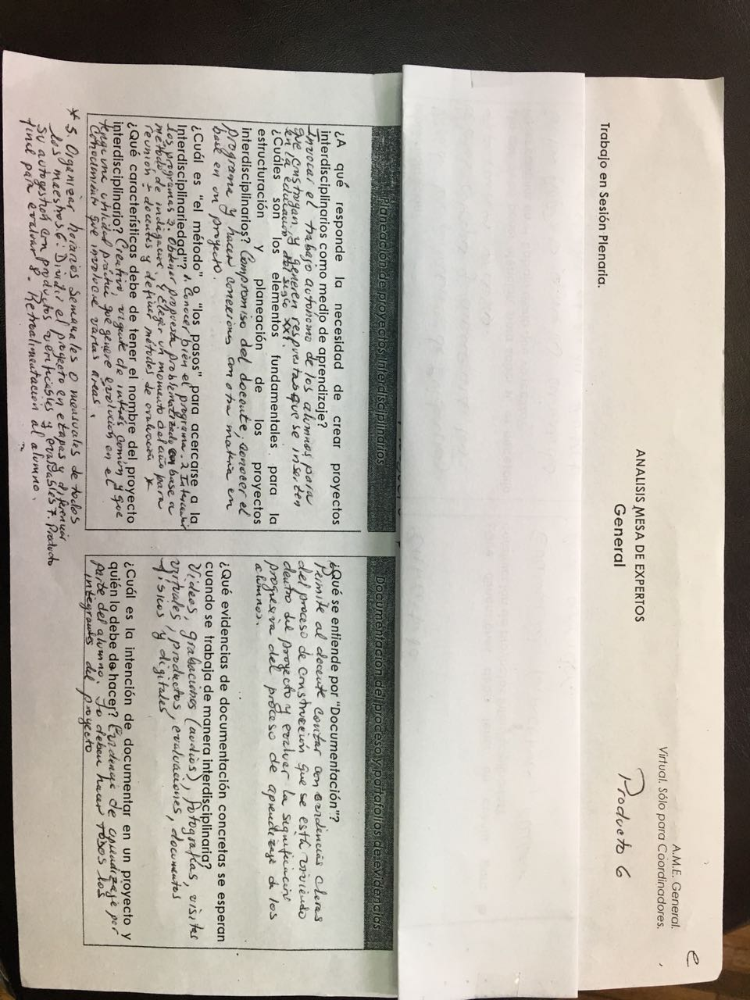 e
A.M.E. General.
Virtual. Sólo para Coordinadores.
Producto 6
ANALISIS MESA DE EXPERTOS
General
Trabajo en Sesión Plenaria.
Planeación de proyectos Interdisciplinarios
¿A qué responde la necesidad de crear proyectos
interdisciplinarios como medio de aprendizaje?
Invocar el trabajo autónomo de los alumnos para
que construyan y generen respuestas que se inserten
en la educación del siglo XXI.
¿Cuáles son los elementos fundamentales para la
estructuración y planeación de los proyectos
interdisciplinarios? Compromiso del docente, conocer el
programa y hacer conexiones con otra materia en
base en un proyecto.
¿Cuál es "el método" o "los pasos" para acercarse a la
Interdisciplinariedad"? 1. Conocer bien el programa. 2
los programas 3. Obtener propuesta problematizada en base a
método de indagación, 4 Elegir un momento del año para
reunión docentes y definir métodos de evaluación *
¿Qué características debe de tener el nombre del proyecto
interdisciplinario? Creativo, vigente de interés común y que
tenga una utilidad práctica que genere evolución en el
conocimiento que involucre varias areas.
* 5. Organizar horarios semanales o mensuales de todos
los maestros 6. Dividir el proyecto en etapas y diferenciar
su autogestión con productos verificables y evaluables 7. Producto
final para evaluar 8- Retroalimentación al alumno.
Documentación del proceso y portafolios de evidencias
¿Qué se entiende por "Documentación"?
Permite al docente contar con evidencias claras
del proceso de construcción que se está viviendo
dentro del proyecto y evaluar la significación
progresiva del proceso de aprendizaje de los
alumnos.
¿Qué evidencias de documentación concretas se esperan
cuando se trabaja de manera interdisciplinaria?
Videos, grabaciones (audios), fotografías, visitas
virtuales, productos, evaluaciones, documentos
físicos y digitales
¿Cuál es la intención de documentar en un proyecto y
quién lo debe de hacer? Evidencia de aprendizaje por
parte del alumno. Lo deben hacer todos los
integrantes del proyecto